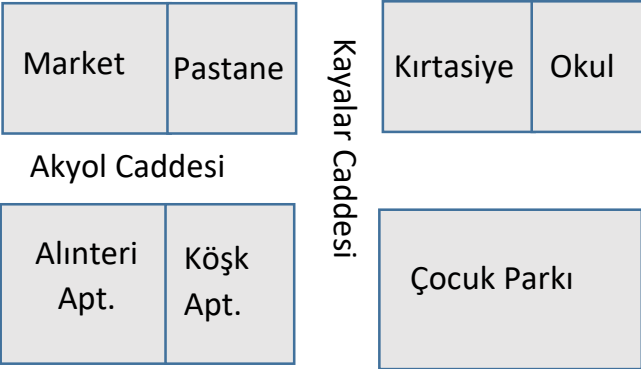 Market
Pastane
Kayalar Caddesi
Kırtasiye
Okul
Akyol Caddesi
Alınteri
Apt.
Köşk
Apt.
Çocuk Parkı